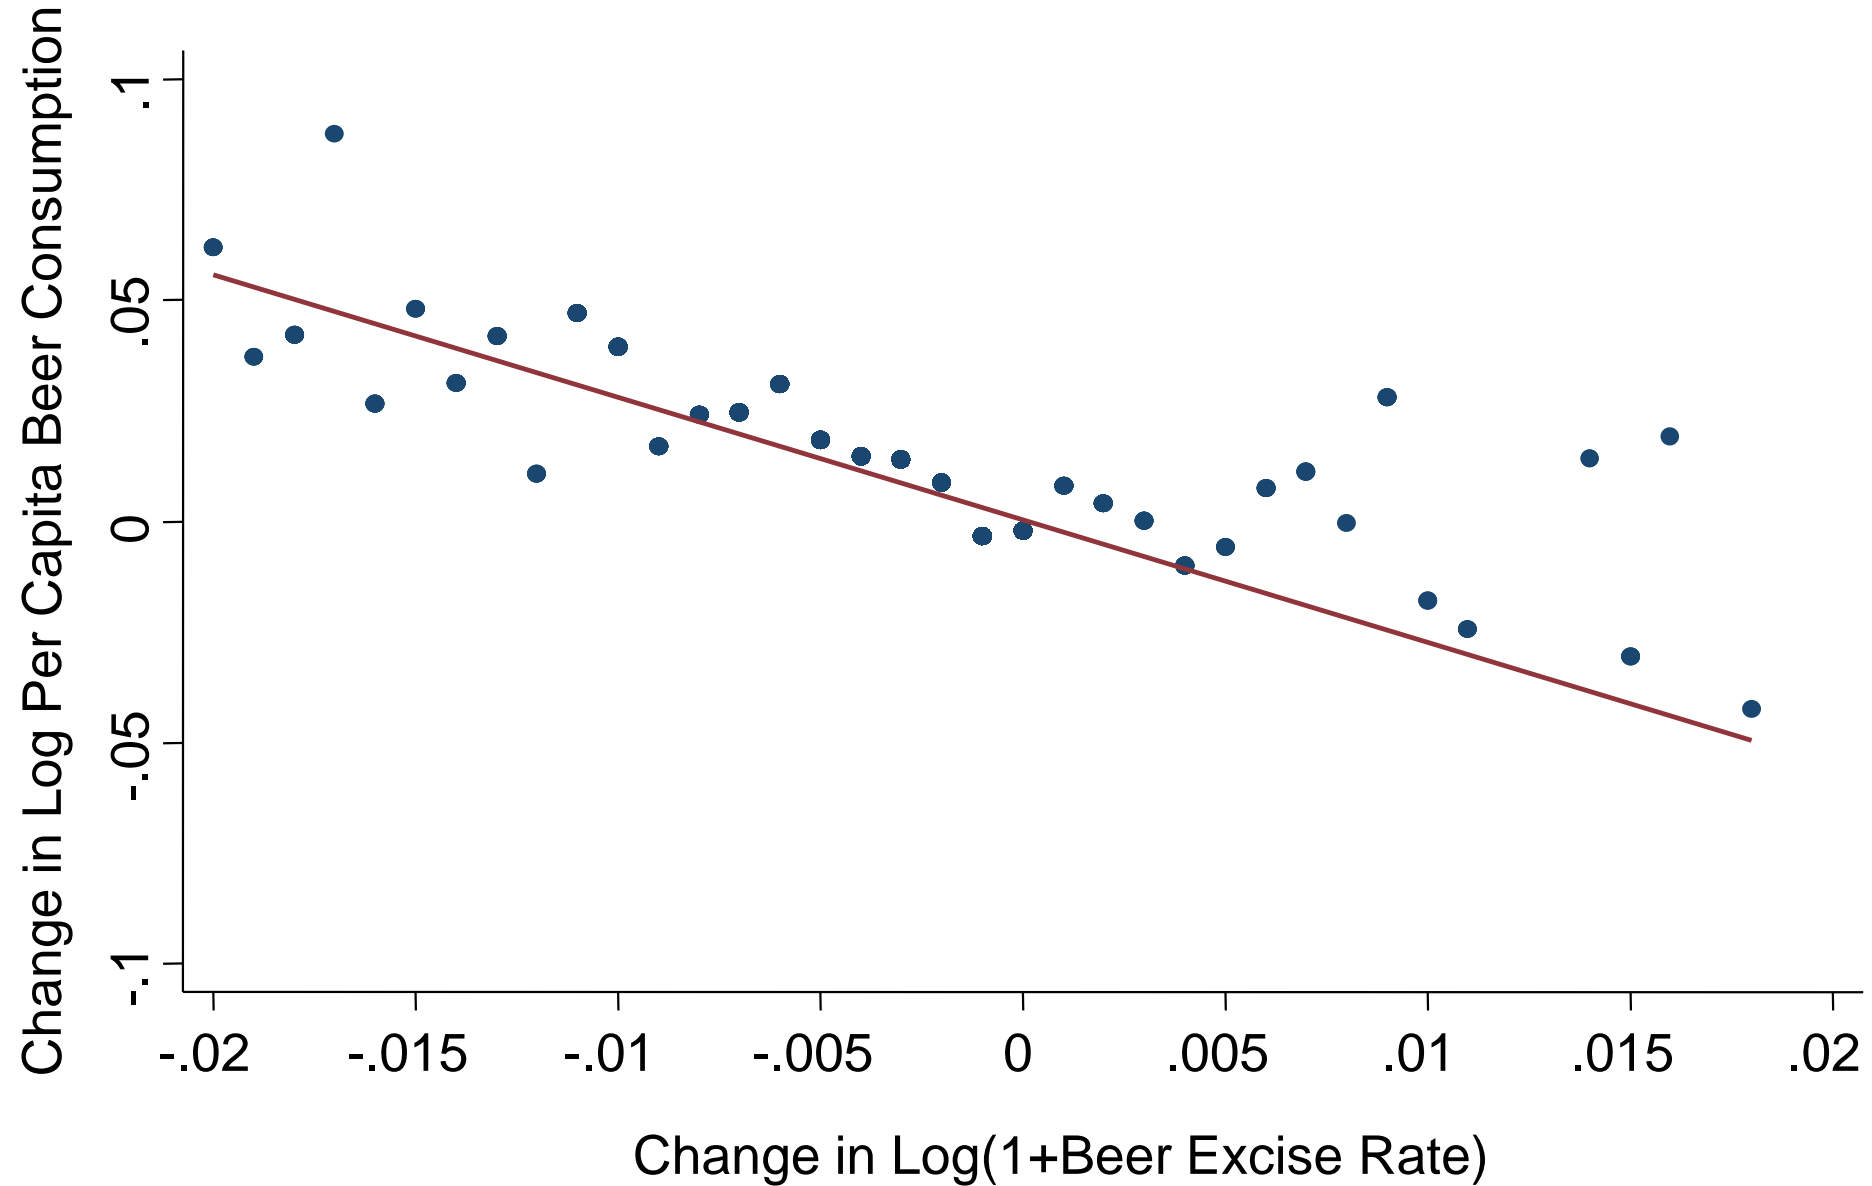 Change in Log Per Capita Beer Consumption
.1
.05
0
-.05
-.1
-.02 -.015 -.01 -.005 0 .005 .01 .015 .02
Change in Log(1+Beer Excise Rate)